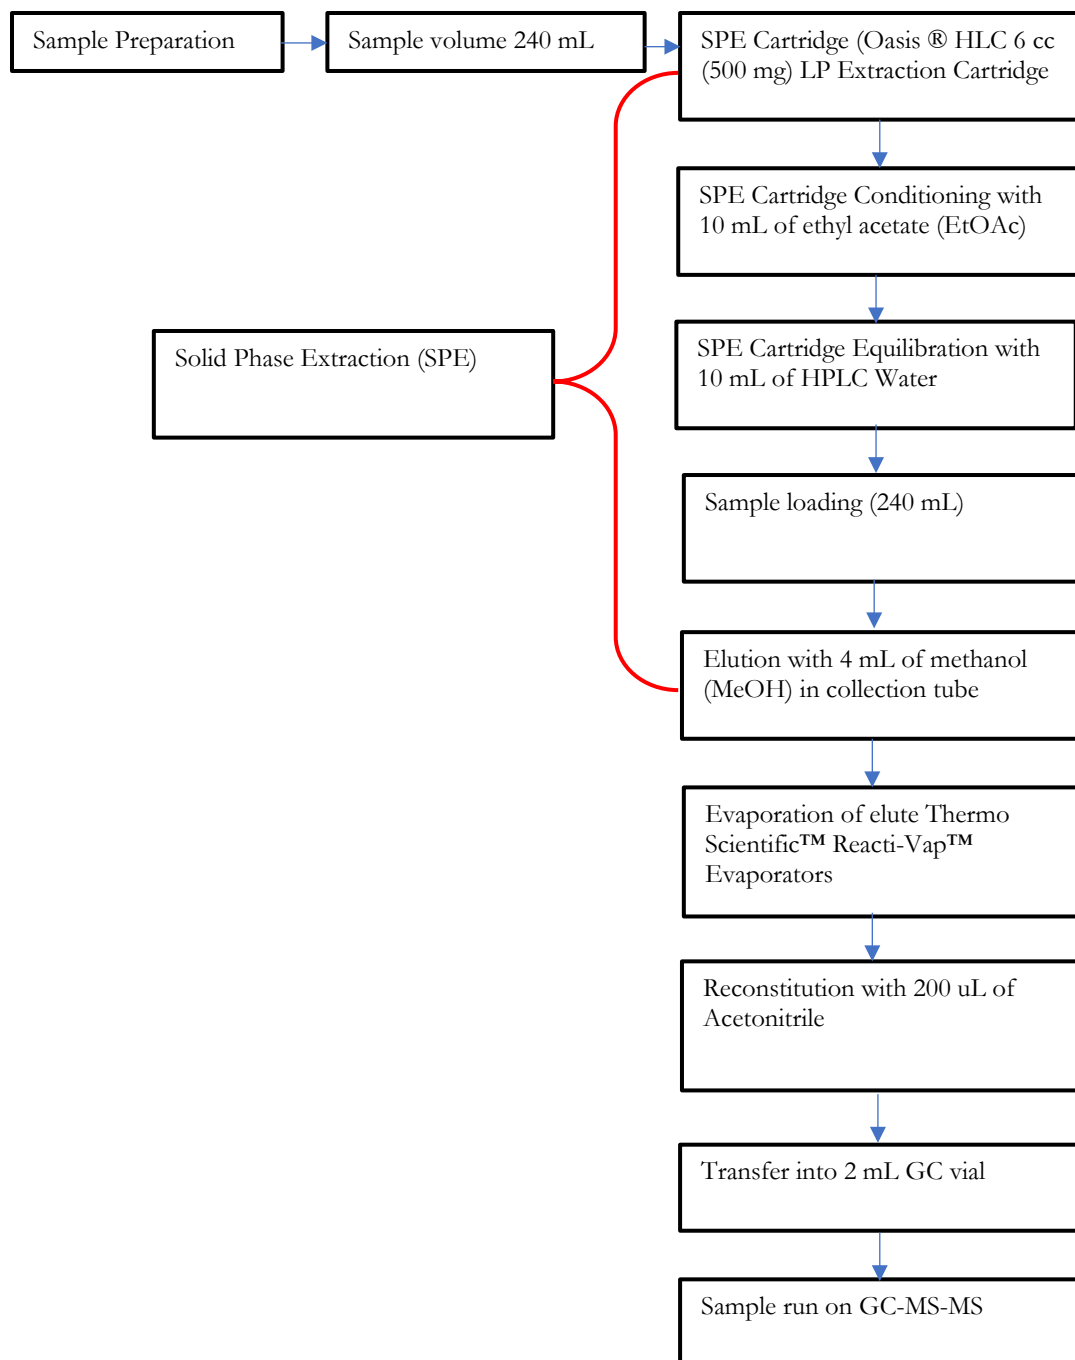 Sample Preparation
Sample volume 240 mL
SPE Cartridge (Oasis ® HLC 6 cc
(500 mg) LP Extraction Cartridge
SPE Cartridge Conditioning with
10 mL of ethyl acetate (EtOAc)
SPE Cartridge Equilibration with
10 mL of HPLC Water
Solid Phase Extraction (SPE)
Sample loading (240 mL)
Elution with 4 mL of methanol
(MeOH) in collection tube
Evaporation of elute Thermo
Scientific™ Reacti-Vap™
Evaporators
Reconstitution with 200 uL of
Acetonitrile
Transfer into 2 mL GC vial
Sample run on GC-MS-MS